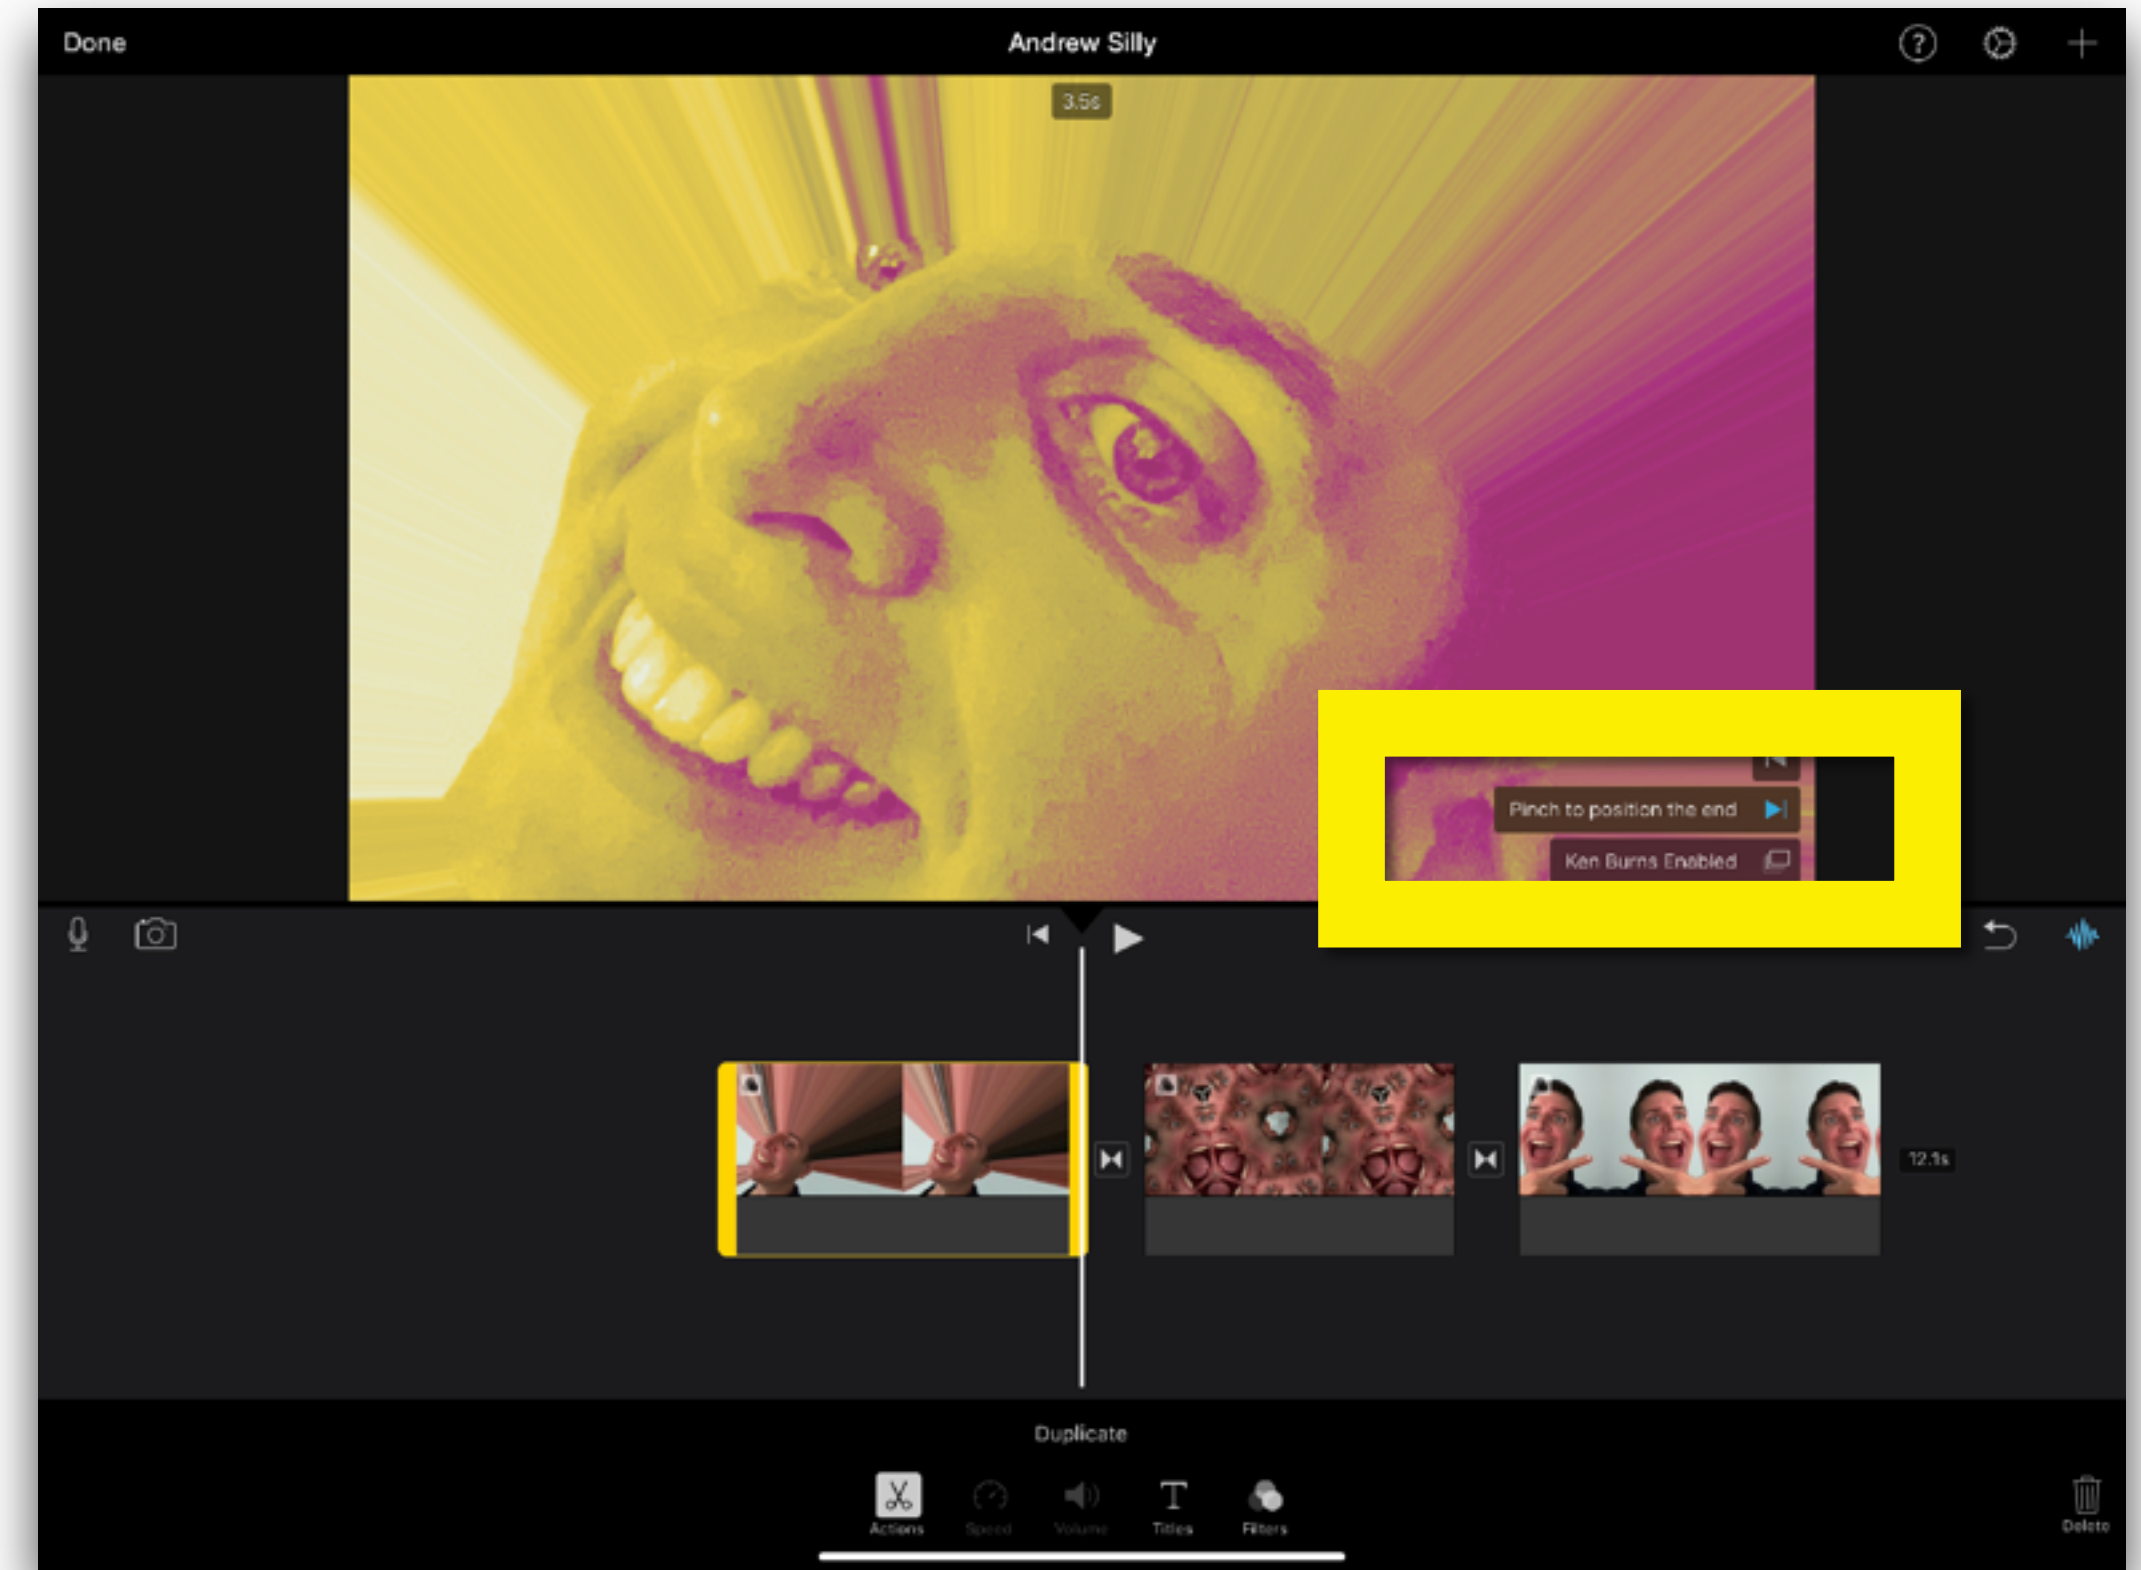 Done
Andrew Silly
?
3.5s
Pinch to position the end
Ken Burns Enabled
12.1s
Duplicate
Actions
Speed
Volume
T
Titles
Filters
Delete